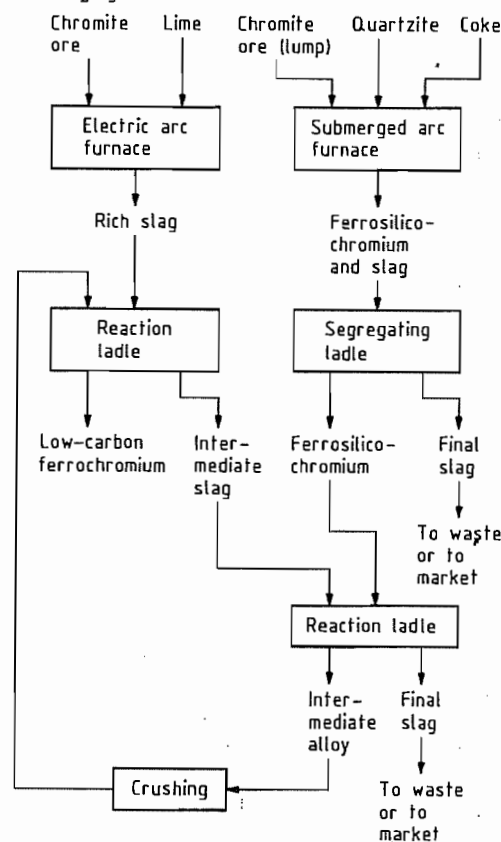 Chromite
ore
Lime
Chromite
ore (lump)
Quartzite
Coke
Electric arc
furnace
Submerged arc
furnace
Rich slag
Ferrosilico-
chromium
and slag
Reaction
ladle
Segregating
ladle
Low-carbon
ferrochromium
Inter-
mediate
slag
Ferrosilico-
chromium
Final
slag
To waste
or to
market
Reaction ladle
Inter-
mediate
alloy
Final
slag
Crushing
To waste
or to
market